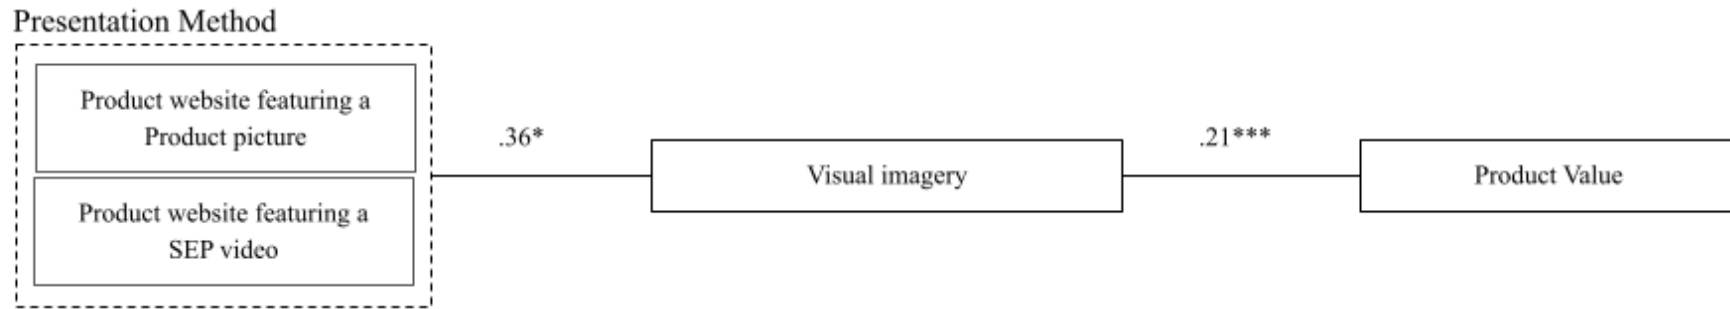 Presentation Method
Product website featuring a
Product picture
.36*
.21***
Visual imagery
Product Value
Product website featuring a
SEP video